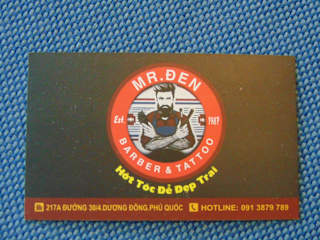 MR. ĐEN
Est. 1987
BARBER & TATTOO
Hớt Tóc Để Đẹp Trai
217A ĐƯỜNG 30/4.DƯƠNG ĐÔNG.PHÚ QUỐC
HOTLINE: 091 3879 789